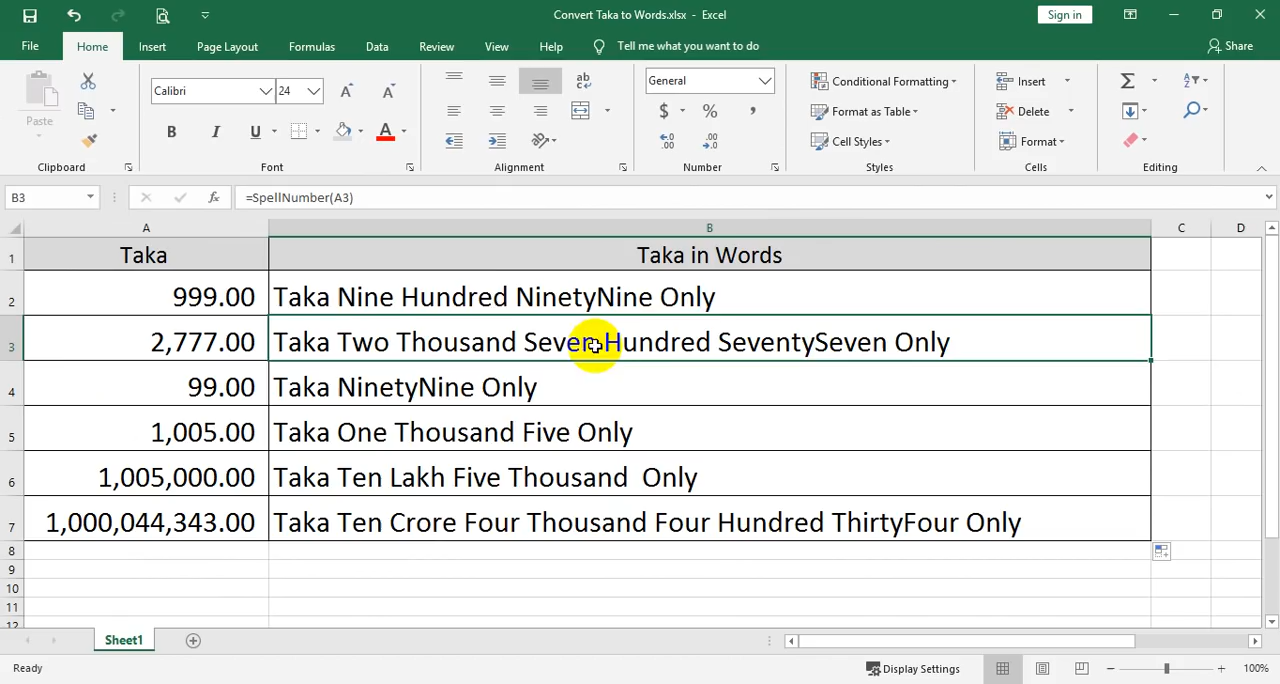 Convert Taka to Words.xlsx - Excel
Sign in
File Home Insert Page Layout Formulas Data Review View Help Tell me what you want to do Share
Paste
Calibri 24
A A
ab
General
Conditional Formatting
Insert
Σ
A Z
B I U A
$ % ,
Format as Table
Delete
←0 .00
.00 →0
Cell Styles
Format
Clipboard Font Alignment Number Styles Cells Editing
B3 fx =SpellNumber(A3)
A B C D
1 Taka Taka in Words
2 999.00 Taka Nine Hundred NinetyNine Only
3 2,777.00 Taka Two Thousand Seven Hundred SeventySeven Only
4 99.00 Taka NinetyNine Only
5 1,005.00 Taka One Thousand Five Only
6 1,005,000.00 Taka Ten Lakh Five Thousand  Only
7 1,000,044,343.00 Taka Ten Crore Four Thousand Four Hundred ThirtyFour Only
8
9
10
11
12
Sheet1
Ready Display Settings 100%